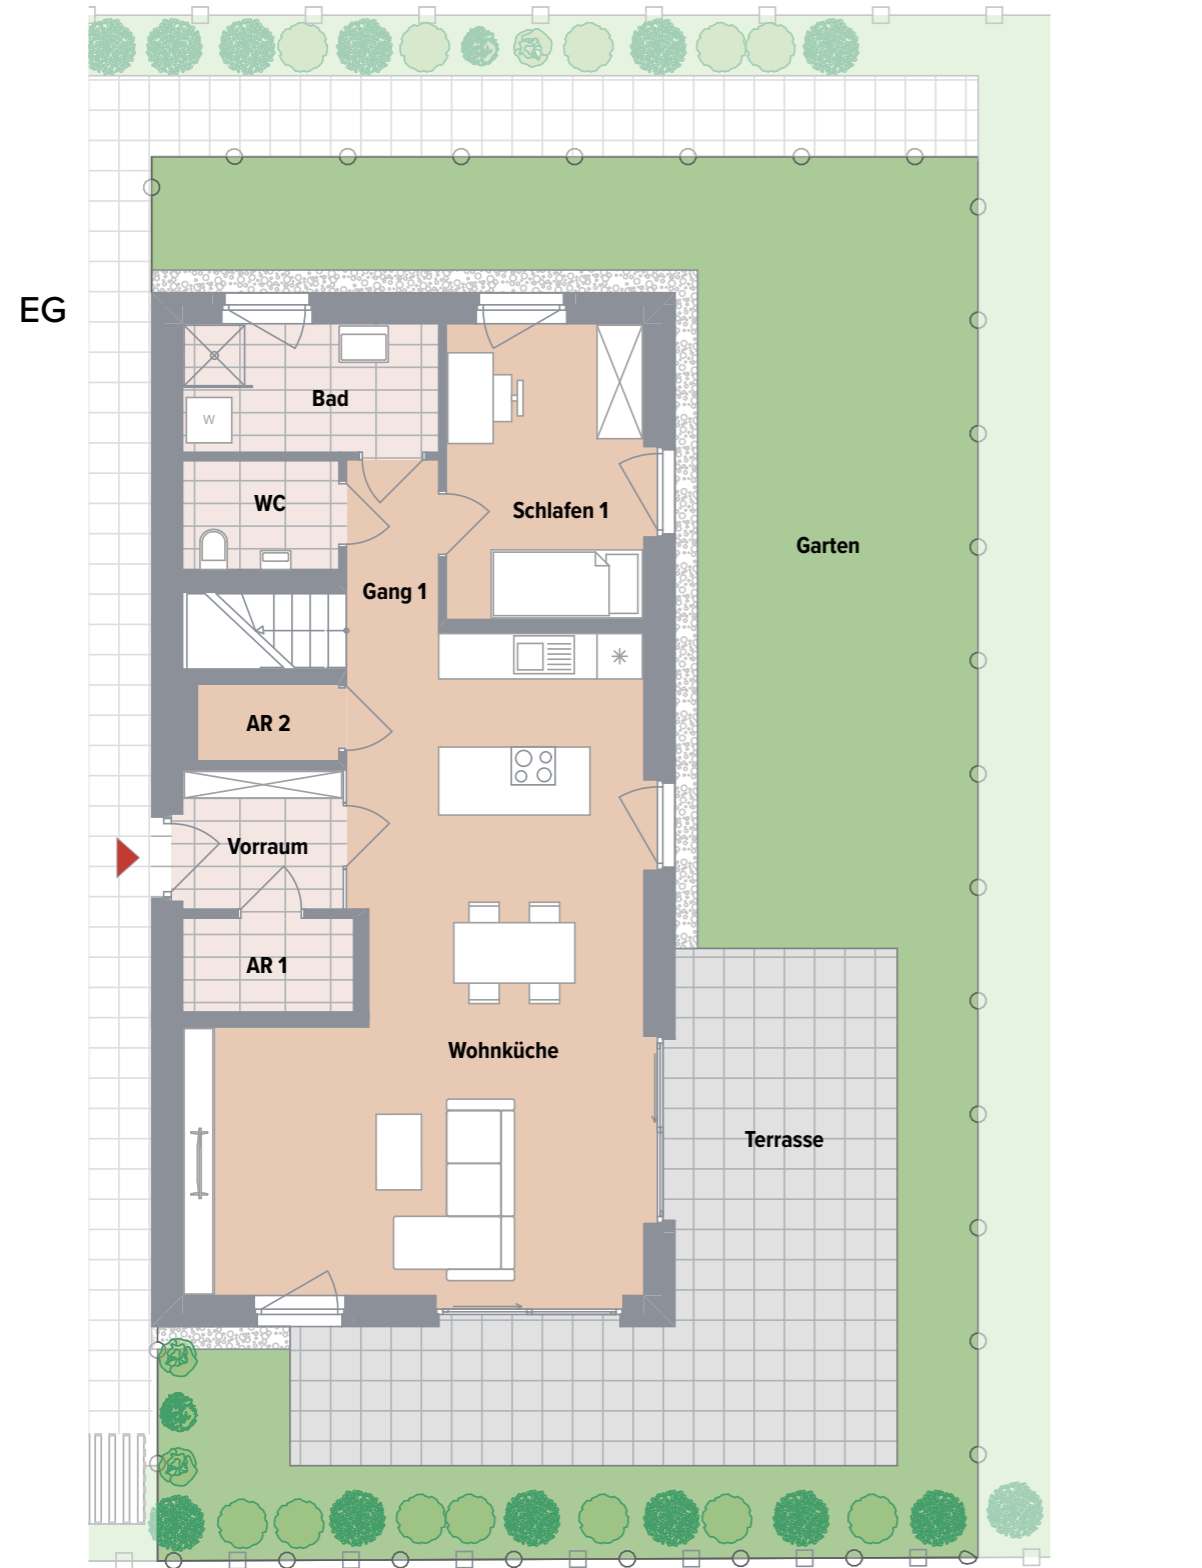 EG
Bad
W
WC
Schlafen 1
Garten
Gang 1
AR 2
Vorraum
AR 1
Wohnküche
Terrasse